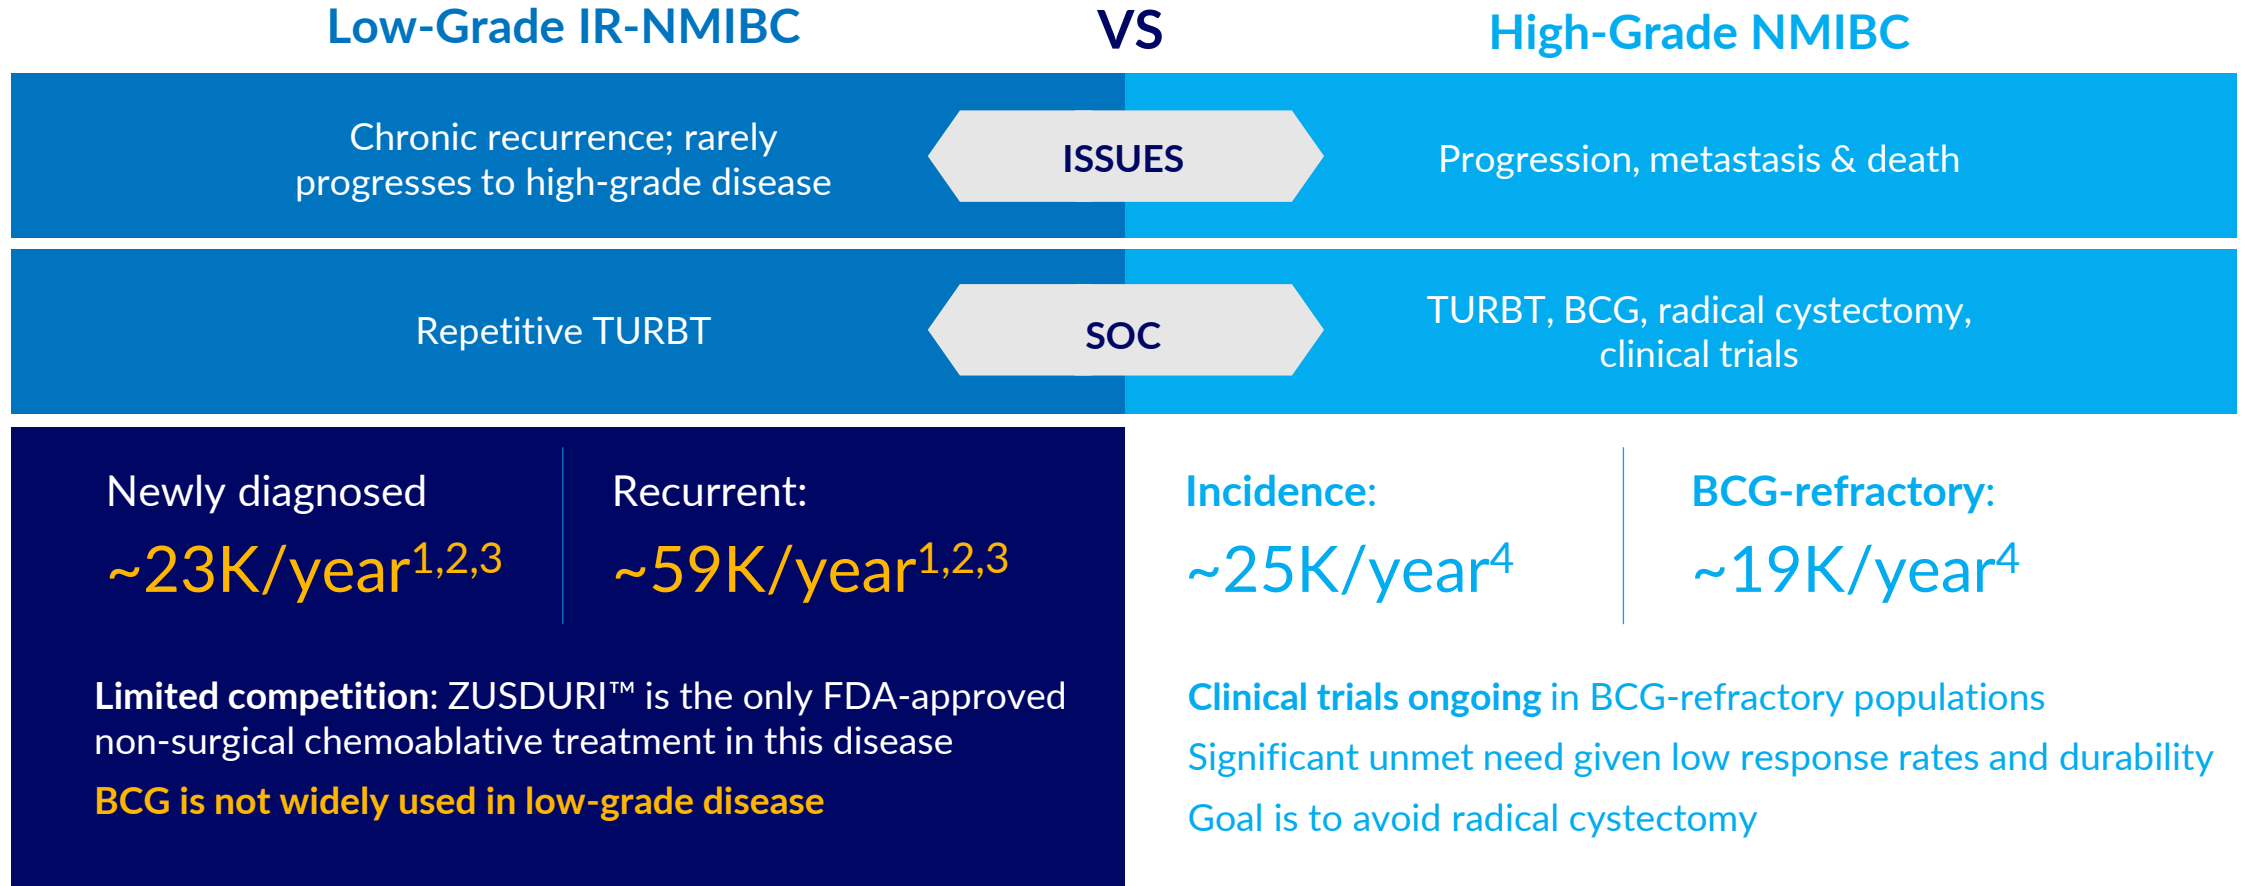 Low-Grade IR-NMIBC
VS
High-Grade NMIBC
Chronic recurrence; rarely
progresses to high-grade disease
ISSUES
Progression, metastasis & death
Repetitive TURBT
SOC
TURBT, BCG, radical cystectomy,
clinical trials
Newly diagnosed
~23K/year1,2,3
Recurrent:
~59K/year1,2,3
Limited competition: ZUSDURI™ is the only FDA-approved
non-surgical chemoablative treatment in this disease
BCG is not widely used in low-grade disease
Incidence:
~25K/year4
BCG-refractory:
~19K/year4
Clinical trials ongoing in BCG-refractory populations
Significant unmet need given low response rates and durability
Goal is to avoid radical cystectomy